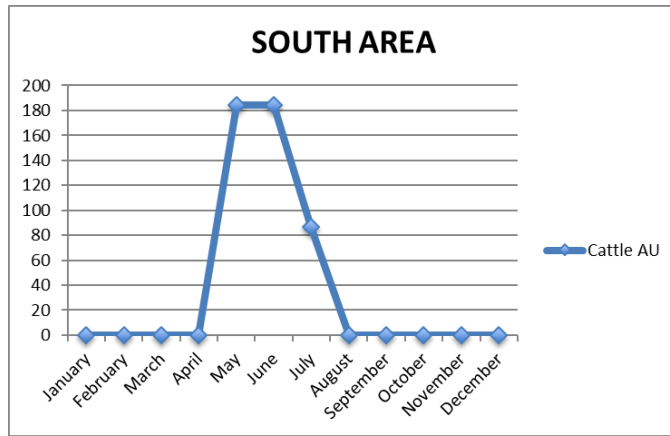 SOUTH AREA
200
180
160
140
120
100
80
60
40
20
0
January
February
March
April
May
June
July
August
September
October
November
December
Cattle AU